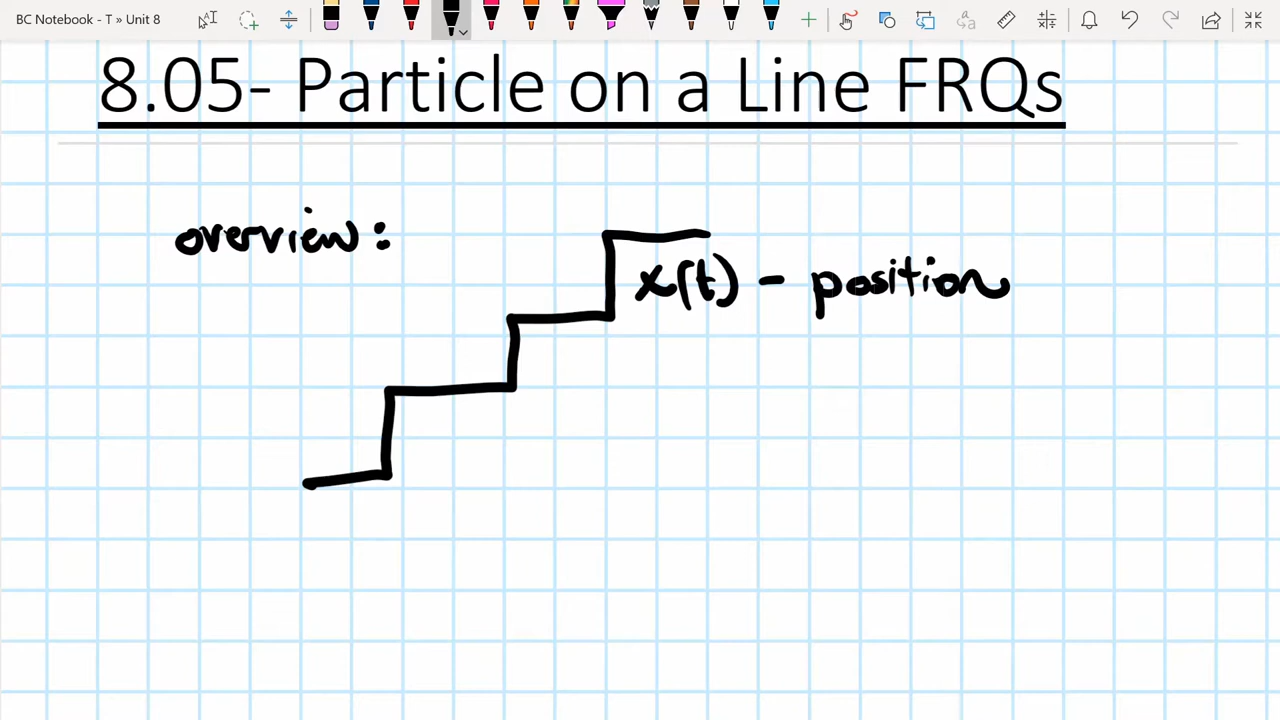 BC Notebook - T » Unit 8
8.05- Particle on a Line FRQs
overview:
x(t) - position